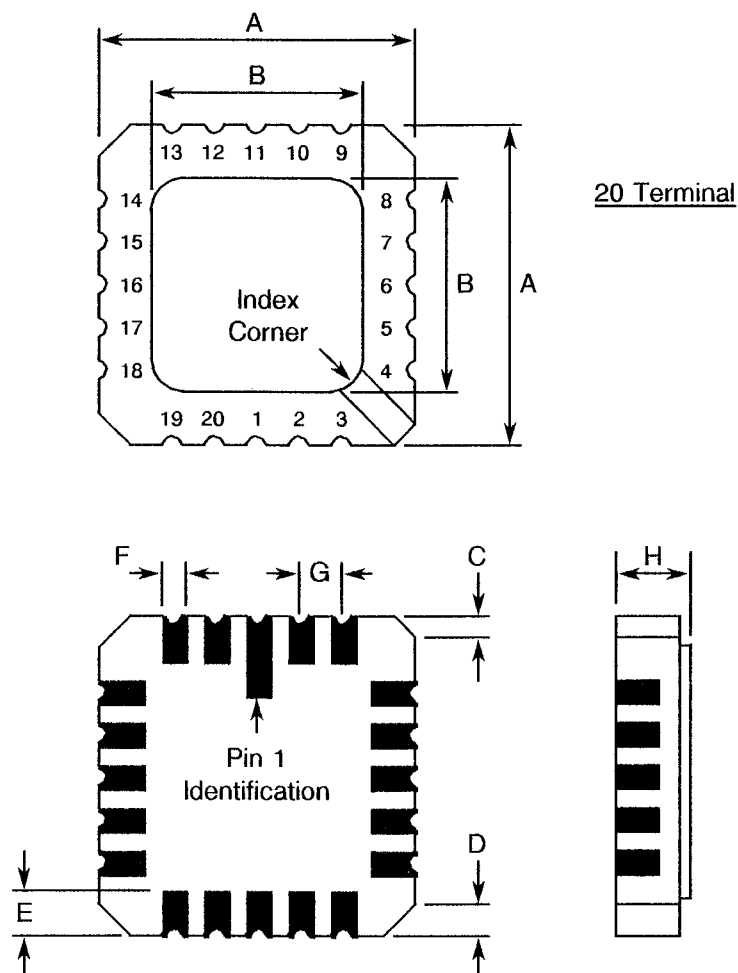 A
B
13 12 11 10 9
20 Terminal
14 8
15 7
B A
16 6
Index
Corner
17 5
18 4
19 20 1 2 3
F G C H
Pin 1
Identification
D
E